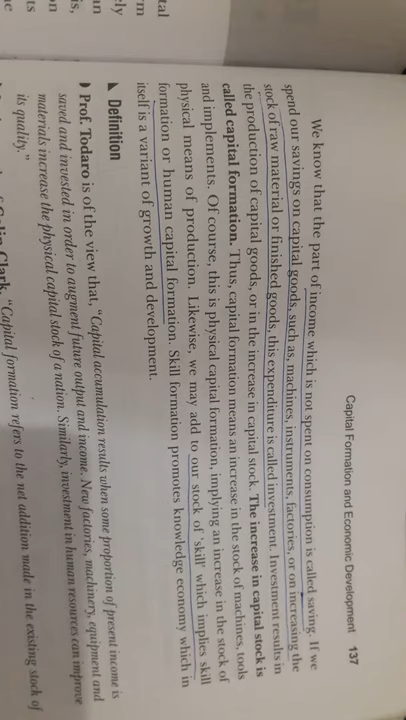 Capital Formation and Economic Development 137
We know that the part of income which is not spent on consumption is called saving. If we
spend our savings on capital goods, such as, machines, instruments, factories, or on increasing the
stock of raw material or finished goods, this expenditure is called investment. Investment results in
the production of capital goods, or in the increase in capital stock. The increase in capital stock is
called capital formation. Thus, capital formation means an increase in the stock of machines, tools
and implements. Of course, this is physical capital formation, implying an increase in the stock of
physical means of production. Likewise, we may add to our stock of 'skill' which implies skill
formation or human capital formation. Skill formation promotes knowledge economy which in
itself is a variant of growth and development.
Definition
Prof. Todaro is of the view that, "Capital accumulation results when some proportion of present income is
saved and invested in order to augment future output and income. New factories, machinery, equipment and
materials increase the physical capital stock of a nation. Similarly, investment in human resources can improve
its quality."
Colin Clark, "Capital formation refers to the net addition made in the existing stock of